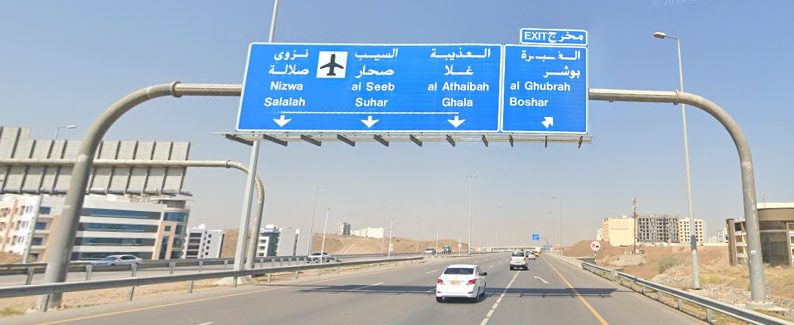 EXIT مخرج
نزوى
صلالة
Nizwa
Salalah
السيب
صحار
al Seeb
Suhar
العذيبة
غلا
al Athaibah
Ghala
الغبرة
بوشر
al Ghubrah
Boshar